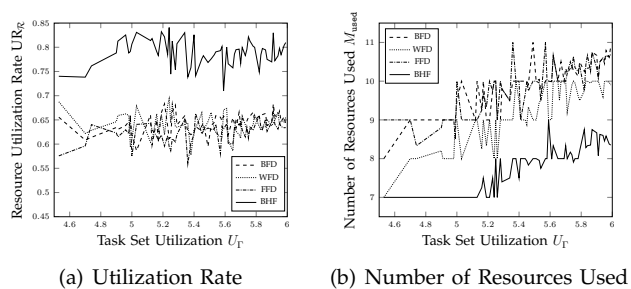 Resource Utilization Rate UR_R
0.85
0.8
0.75
0.7
0.65
0.6
0.55
0.5
0.45
BFD
WFD
FFD
BHF
4.6 4.8 5 5.2 5.4 5.6 5.8 6
Task Set Utilization U_Γ
(a) Utilization Rate
Number of Resources Used M_used
12
11
10
9
8
7
6
BFD
WFD
FFD
BHF
4.6 4.8 5 5.2 5.4 5.6 5.8 6
Task Set Utilization U_Γ
(b) Number of Resources Used